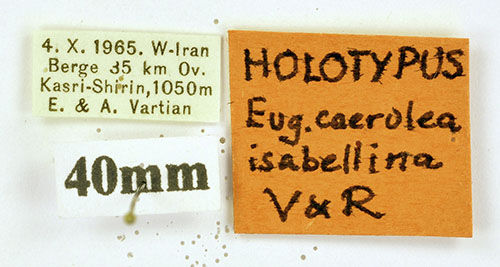 4. X. 1965. W-Iran
Berge 35 km Ov.
Kasri-Shirin,1050m
E. & A. Vartian
40mm
HOLOTYPUS
Eug. caerulea
isabellina
V & R